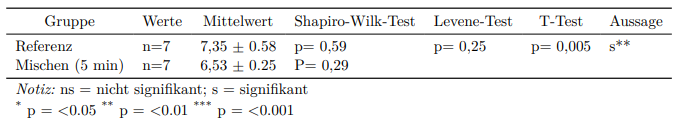 Gruppe Werte Mittelwert Shapiro-Wilk-Test Levene-Test T-Test Aussage
Referenz n=7 7,35 ± 0.58 p= 0,59 p= 0,25 p= 0,005 s**
Mischen (5 min) n=7 6,53 ± 0.25 P= 0,29
Notiz: ns = nicht signifikant; s = signifikant
* p = <0.05 ** p = <0.01 *** p = <0.001